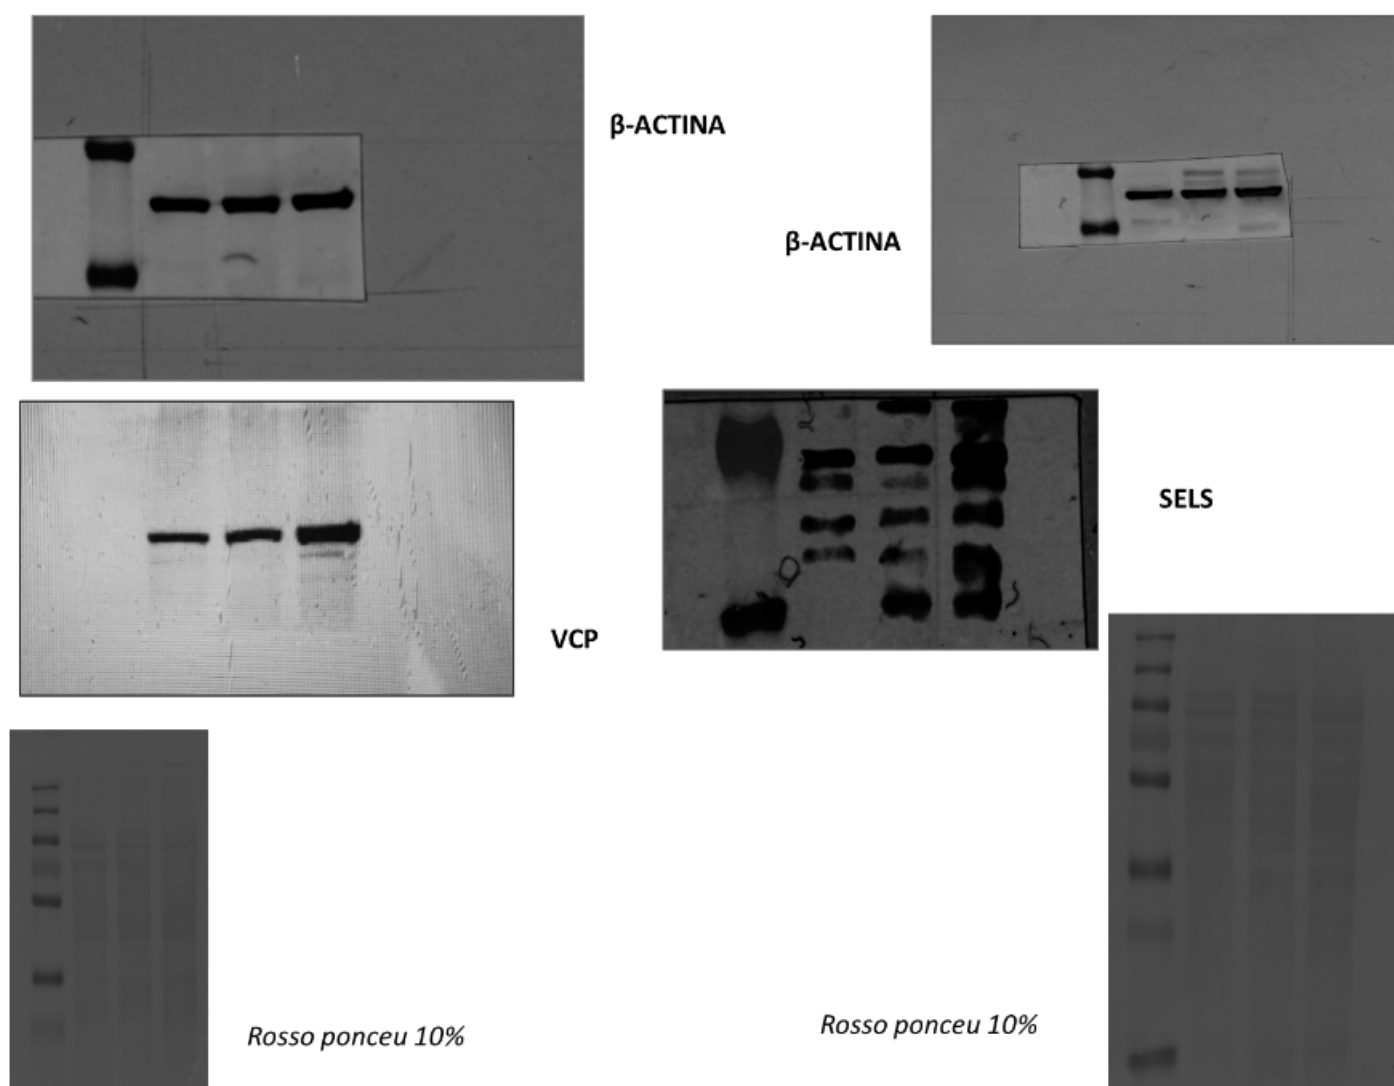 β-ACTINA
β-ACTINA
SELS
VCP
Rosso ponceu 10%
Rosso ponceu 10%